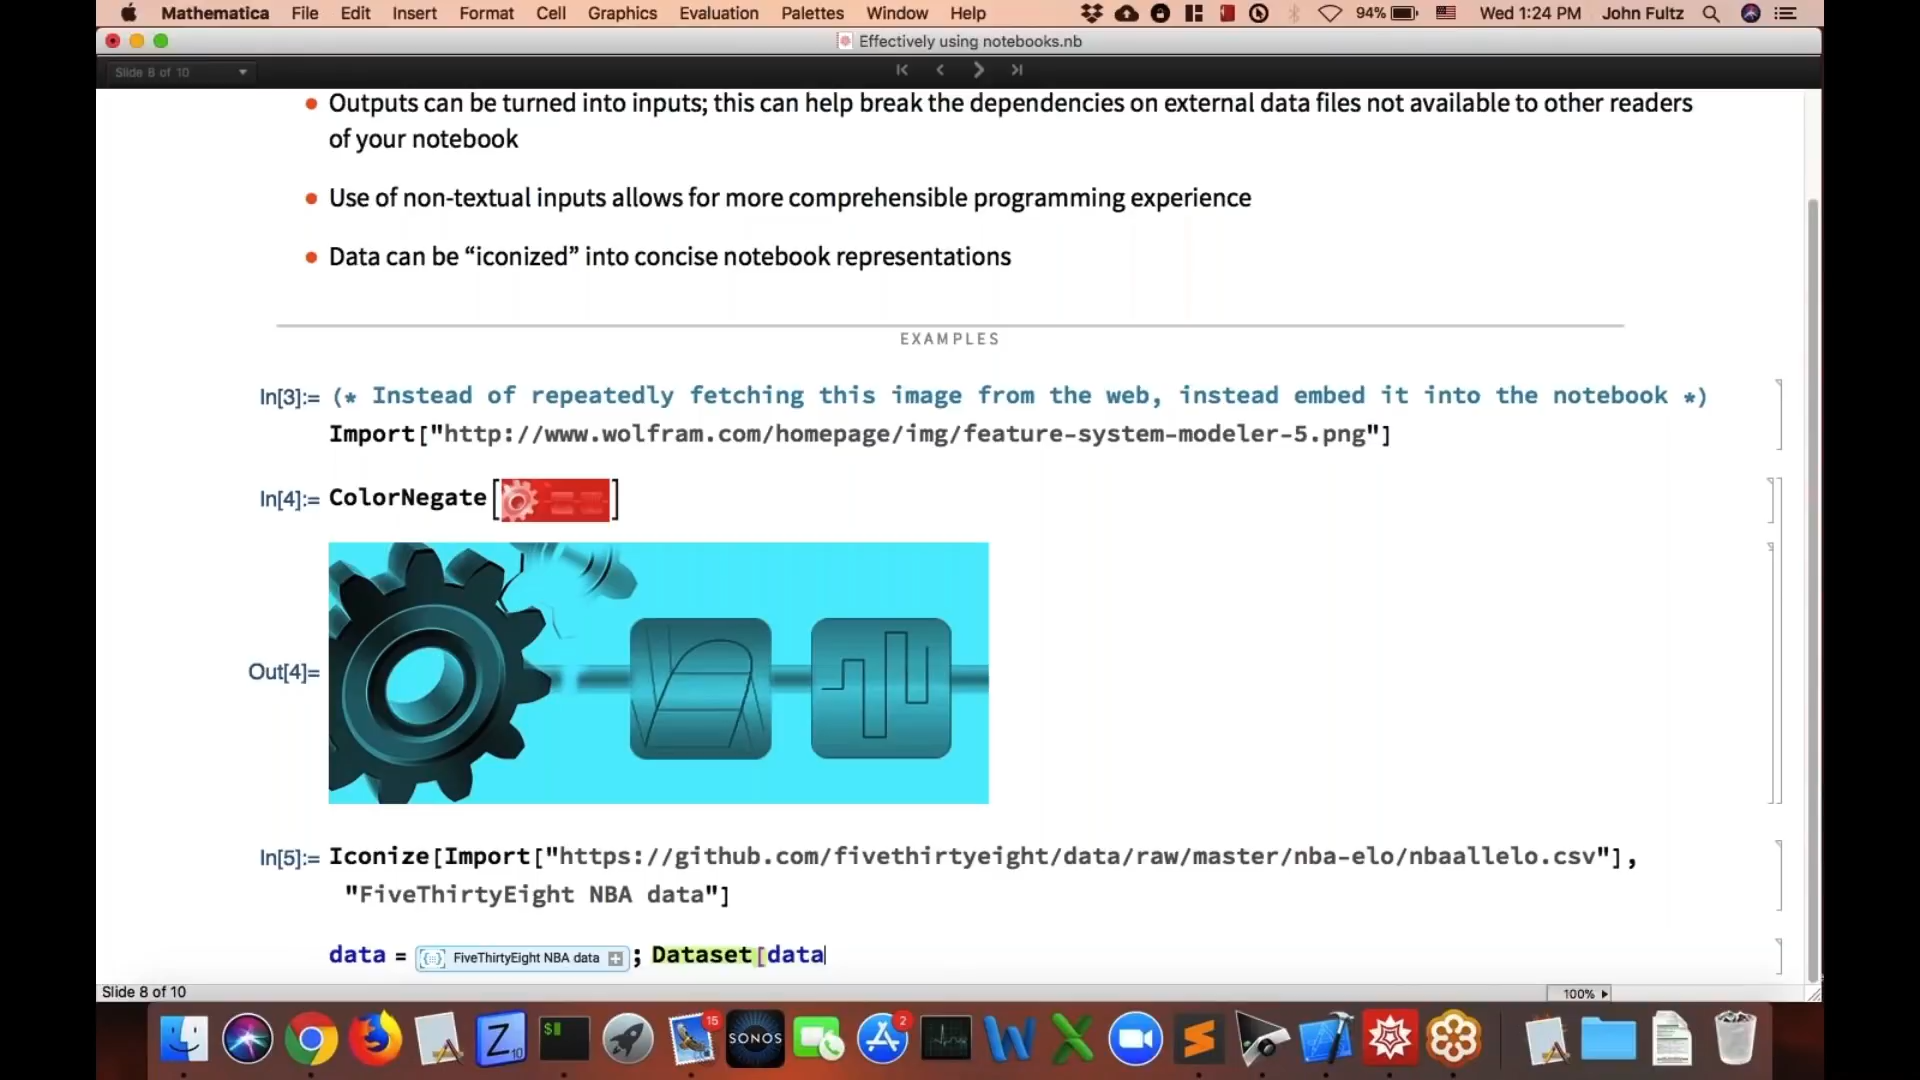 Mathematica File Edit Insert Format Cell Graphics Evaluation Palettes Window Help 94% Wed 1:24 PM John Fultz
Effectively using notebooks.nb
Slide 8 of 10
Outputs can be turned into inputs; this can help break the dependencies on external data files not available to other readers
of your notebook
Use of non-textual inputs allows for more comprehensible programming experience
Data can be “iconized” into concise notebook representations
EXAMPLES
In[3]:= (* Instead of repeatedly fetching this image from the web, instead embed it into the notebook *)
Import["http://www.wolfram.com/homepage/img/feature-system-modeler-5.png"]
In[4]:= ColorNegate[]
Out[4]=
In[5]:= Iconize[Import["https://github.com/fivethirtyeight/data/raw/master/nba-elo/nbaallelo.csv"],
"FiveThirtyEight NBA data"]
data = {...} FiveThirtyEight NBA data + ; Dataset[data
Slide 8 of 10 100%
Z 10 $ 15 SONOS 2 W X S